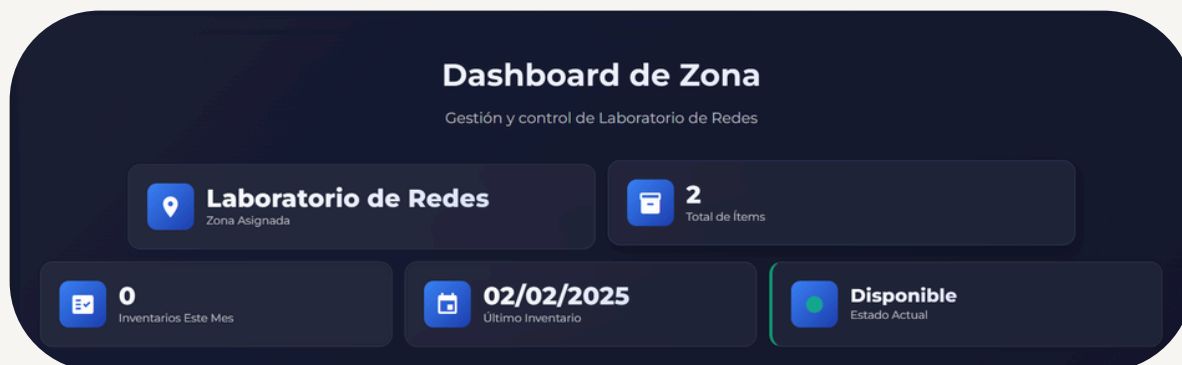 Dashboard de Zona
Gestión y control de Laboratorio de Redes
Laboratorio de Redes
Zona Asignada
2
Total de Ítems
0
Inventarios Este Mes
02/02/2025
Último Inventario
Disponible
Estado Actual